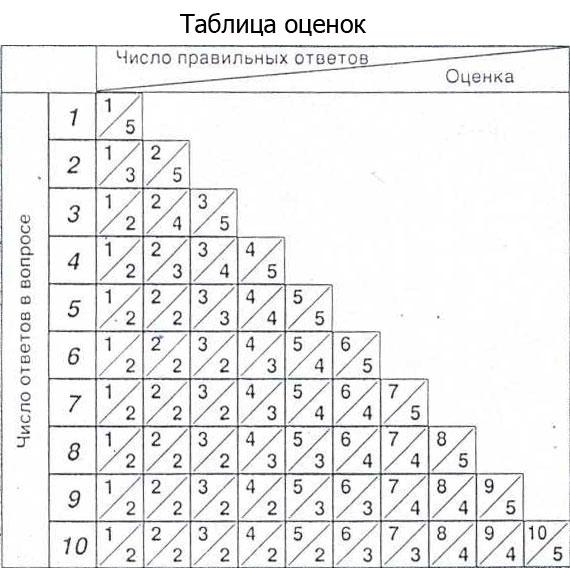 Таблица оценок
Число правильных ответов
Оценка
Число ответов в вопросе
1 1/5
2 1/3 2/5
3 1/2 2/4 3/5
4 1/2 2/3 3/4 4/5
5 1/2 2/2 3/3 4/4 5/5
6 1/2 2/2 3/2 4/3 5/4 6/5
7 1/2 2/2 3/2 4/3 5/4 6/4 7/5
8 1/2 2/2 3/2 4/3 5/3 6/4 7/4 8/5
9 1/2 2/2 3/2 4/2 5/3 6/3 7/4 8/4 9/5
10 1/2 2/2 3/2 4/2 5/2 6/3 7/3 8/4 9/4 10/5